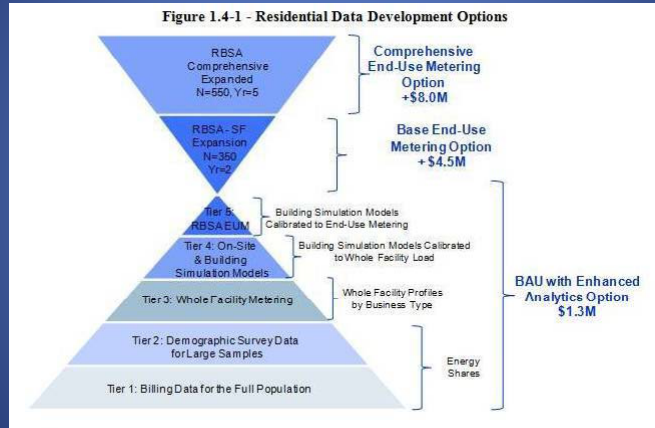 Figure 1.4-1 - Residential Data Development Options
RBSA
Comprehensive
Expanded
N=550, Yr=5
Comprehensive
End-Use Metering
Option
+$8.0M
RBSA - SF
Expansion
N=350
Yr=2
Base End-Use
Metering Option
+$4.5M
Tier 5:
RBSA EUM
Building Simulation Models
Calibrated to End-Use Metering
Tier 4: On-Site
& Building
Simulation Models
Building Simulation Models Calibrated
to Whole Facility Load
Tier 3: Whole Facility Metering
Whole Facility Profiles
by Business Type
BAU with Enhanced
Analytics Option
$1.3M
Tier 2: Demographic Survey Data
for Large Samples
Tier 1: Billing Data for the Full Population
Energy
Shares